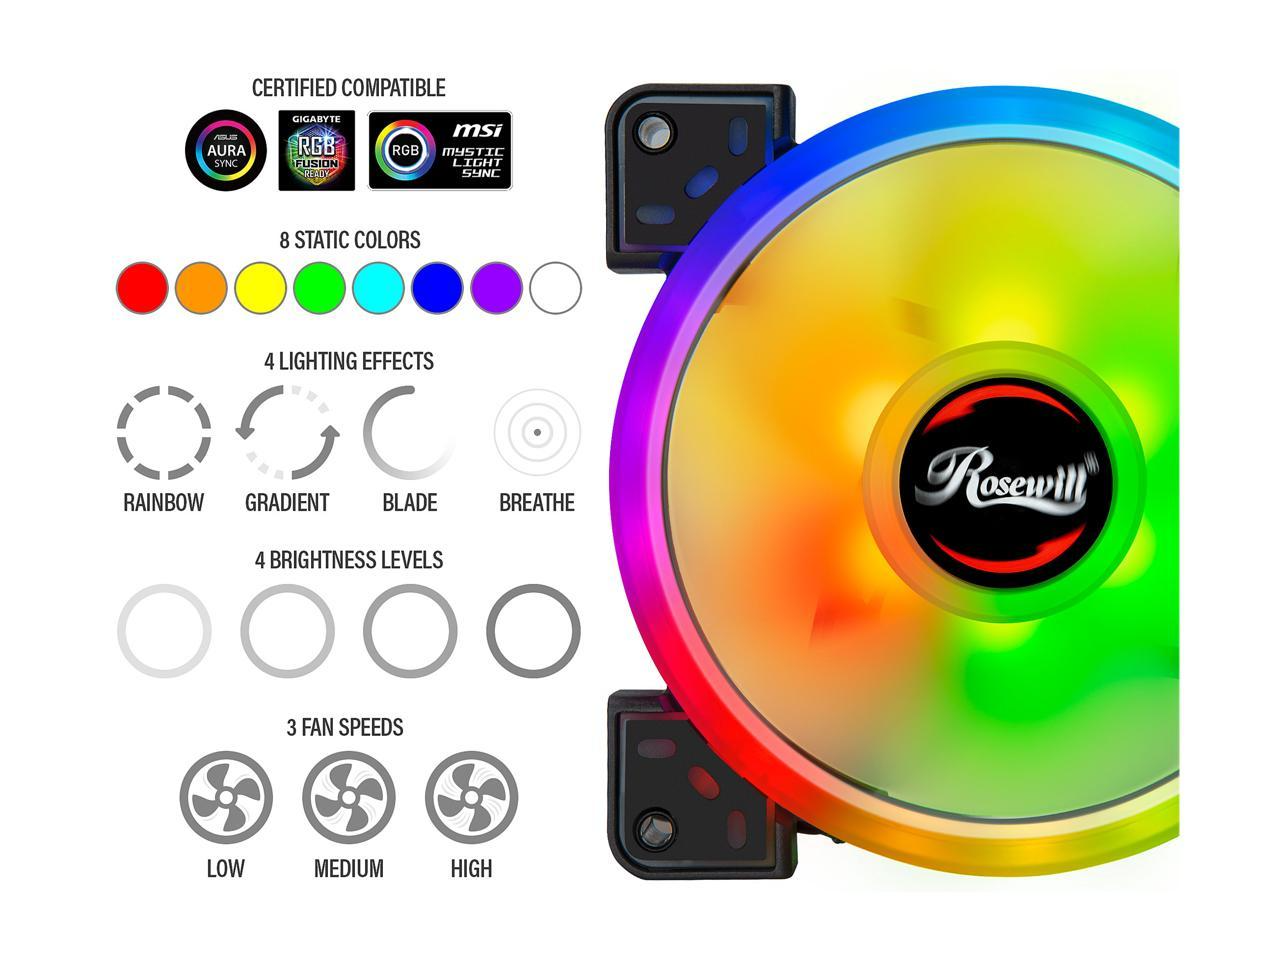 CERTIFIED COMPATIBLE
ASUS
AURA
SYNC
GIGABYTE
RGB
FUSION
READY
RGB
msi
MYSTIC
LIGHT
SYNC
8 STATIC COLORS
4 LIGHTING EFFECTS
RAINBOW GRADIENT BLADE BREATHE
4 BRIGHTNESS LEVELS
3 FAN SPEEDS
LOW MEDIUM HIGH
Rosewill